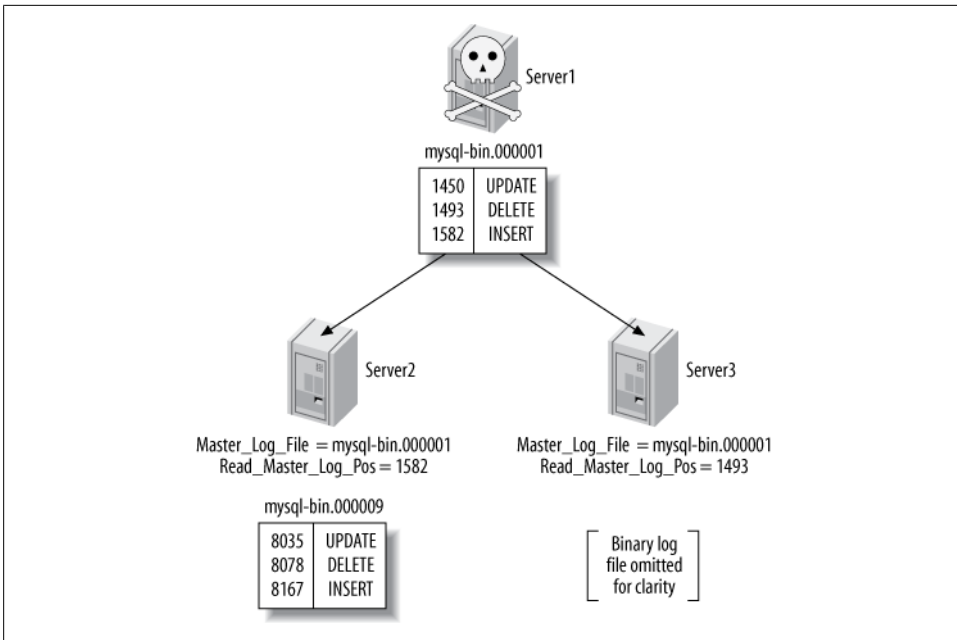 Server1
mysql-bin.000001
1450 UPDATE
1493 DELETE
1582 INSERT
Server2
Server3
Master_Log_File = mysql-bin.000001
Read_Master_Log_Pos = 1582
Master_Log_File = mysql-bin.000001
Read_Master_Log_Pos = 1493
mysql-bin.000009
8035 UPDATE
8078 DELETE
8167 INSERT
Binary log
file omitted
for clarity